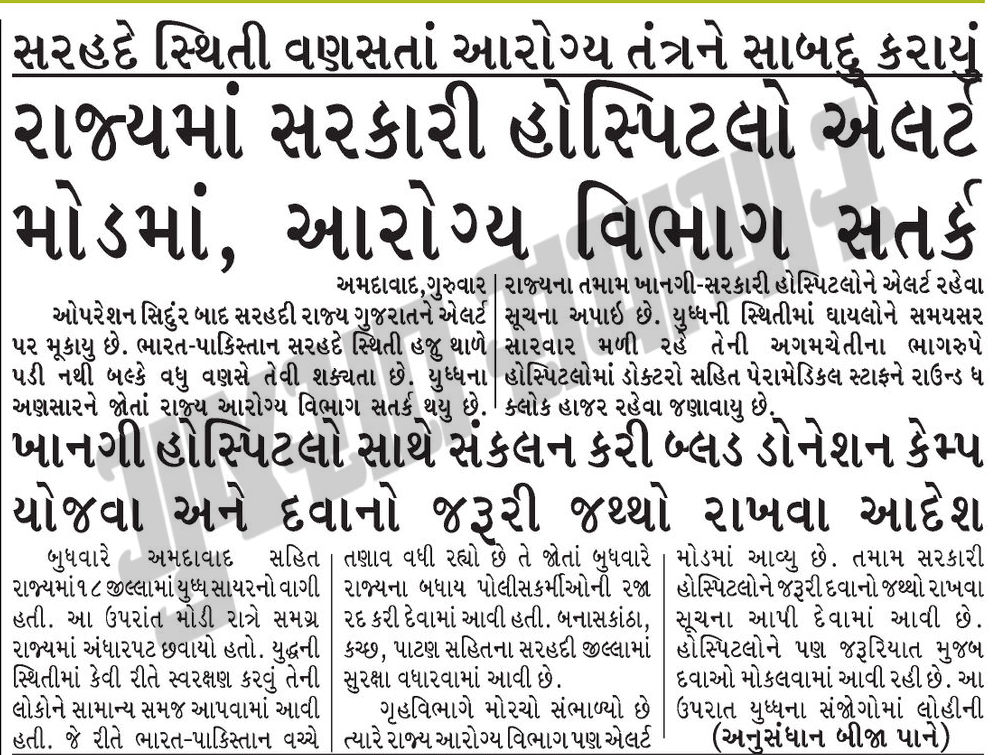 સરહદે સ્થિતી વણસતાં આરોગ્ય તંત્રને સાબદુ કરાયું
રાજ્યમાં સરકારી હોસ્પિટલો એલર્ટ
મોડમાં, આરોગ્ય વિભાગ સતર્ક
અમદાવાદ,ગુરુવાર
ઓપરેશન સિદુંર બાદ સરહદી રાજ્ય ગુજરાતને એલર્ટ
પર મૂકાયુ છે. ભારત-પાકિસ્તાન સરહદે સ્થિતી હજુ થાળે
પડી નથી બલ્કે વધુ વણસે તેવી શક્યતા છે. યુધ્ધના
અણસારને જોતાં રાજ્ય આરોગ્ય વિભાગ સતર્ક થયુ છે.
રાજ્યના તમામ ખાનગી-સરકારી હોસ્પિટલોને એલર્ટ રહેવા
સૂચના અપાઇ છે. યુધ્ધની સ્થિતીમાં ઘાયલોને સમયસર
સારવાર મળી રહે તેની અગમચેતીના ભાગરુપે
હોસ્પિટલોમાં ડોક્ટરો સહિત પેરામેડિકલ સ્ટાફને રાઉન્ડ ધ
ક્લોક હાજર રહેવા જણાવાયુ છે.
ખાનગી હોસ્પિટલો સાથે સંકલન કરી બ્લડ ડોનેશન કેમ્પ
યોજવા અને દવાનો જરૂરી જથ્થો રાખવા આદેશ
બુધવારે અમદાવાદ સહિત
રાજ્યમાં ૧૮ જીલ્લામાં યુધ્ધ સાયરનો વાગી
હતી. આ ઉપરાંત મોડી રાત્રે સમગ્ર
રાજ્યમાં અંધારપટ છવાયો હતો. યુદ્ધની
સ્થિતીમાં કેવી રીતે સ્વરક્ષણ કરવું તેની
લોકોને સામાન્ય સમજ આપવામાં આવી
હતી. જે રીતે ભારત-પાકિસ્તાન વચ્ચે
તણાવ વધી રહ્યો છે તે જોતાં બુધવારે
રાજ્યના બધાય પોલીસકર્મીઓની રજા
રદ કરી દેવામાં આવી હતી. બનાસકાંઠા,
કચ્છ, પાટણ સહિતના સરહદી જીલ્લામાં
સુરક્ષા વધારવામાં આવી છે.
ગૃહવિભાગે મોરચો સંભાળ્યો છે
ત્યારે રાજ્ય આરોગ્ય વિભાગ પણ એલર્ટ
મોડમાં આવ્યુ છે. તમામ સરકારી
હોસ્પિટલોને જરૂરી દવાનો જથ્થો રાખવા
સૂચના આપી દેવામાં આવી છે.
હોસ્પિટલોને પણ જરૂરિયાત મુજબ
દવાઓ મોકલવામાં આવી રહી છે. આ
ઉપરાત યુધ્ધના સંજોગોમાં લોહીની
(અનુસંધાન બીજા પાને)
ગુજરાત સમાચાર